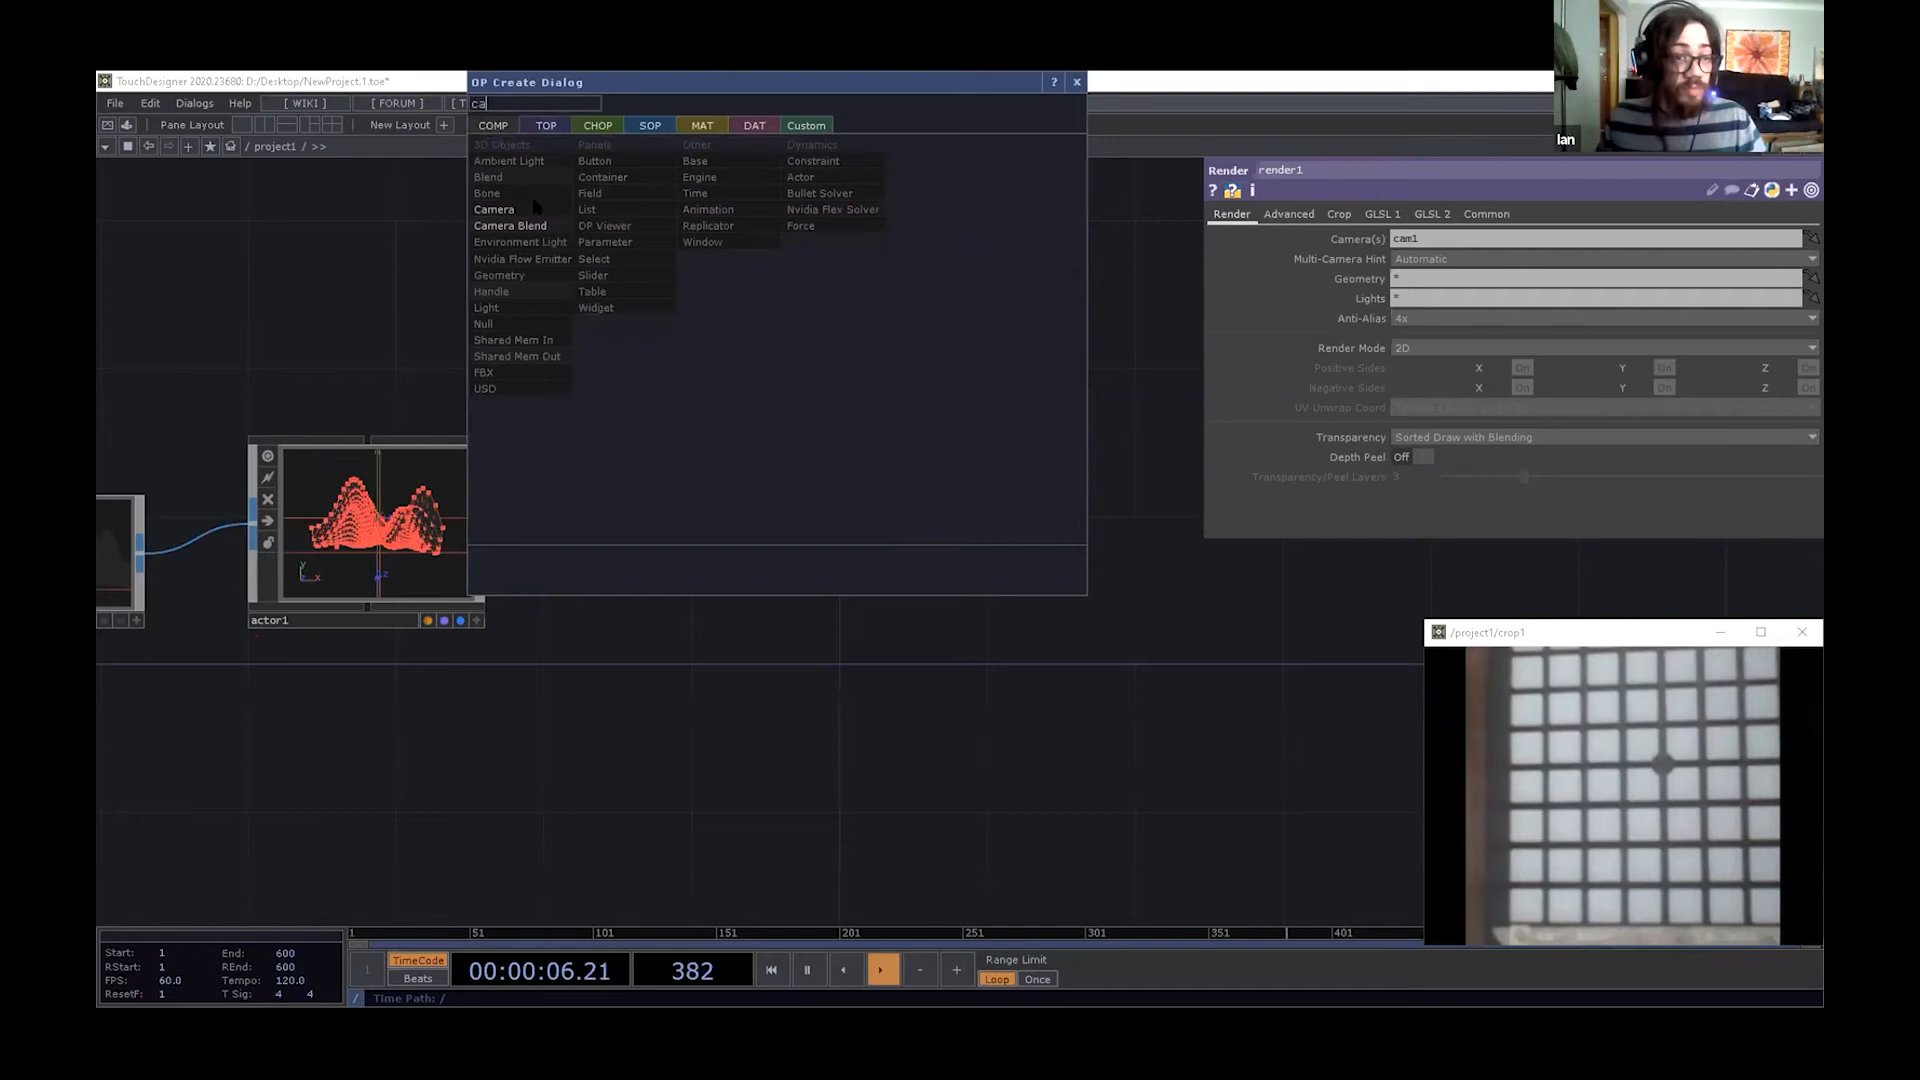 Ian
TouchDesigner 2020.23680: D:/Desktop/NewProject.1.toe*
OP Create Dialog
? x
File Edit Dialogs Help [ WIKI ] [ FORUM ] [ T
ca
Pane Layout New Layout +
COMP TOP CHOP SOP MAT DAT Custom
/ project1 / >>
3D Objects Panels Other Dynamics
Ambient Light Button Base Constraint
Blend Container Engine Actor
Bone Field Time Bullet Solver
Camera List Animation Nvidia Flex Solver
Camera Blend OP Viewer Replicator Force
Environment Light Parameter Window
Nvidia Flow Emitter Select
Geometry Slider
Handle Table
Light Widget
Null
Shared Mem In
Shared Mem Out
FBX
USD
Render render1
? ? i
Render Advanced Crop GLSL 1 GLSL 2 Common
Camera(s) cam1
Multi-Camera Hint Automatic
Geometry *
Lights *
Anti-Alias 4x
Render Mode 2D
Positive Sides X On Y On Z On
Negative Sides X On Y On Z On
UV Unwrap Coord
Transparency Sorted Draw with Blending
Depth Peel Off
Transparency/Peel Layers 3
y
x
z
actor1
/project1/crop1
1 51 101 151 201 251 301 351 401
Start: 1 End: 600
RStart: 1 REnd: 600
FPS: 60.0 Tempo: 120.0
ResetF: 1 T Sig: 4 4
TimeCode
Beats
00:00:06.21
382
- +
Range Limit
Loop Once
/ Time Path: /